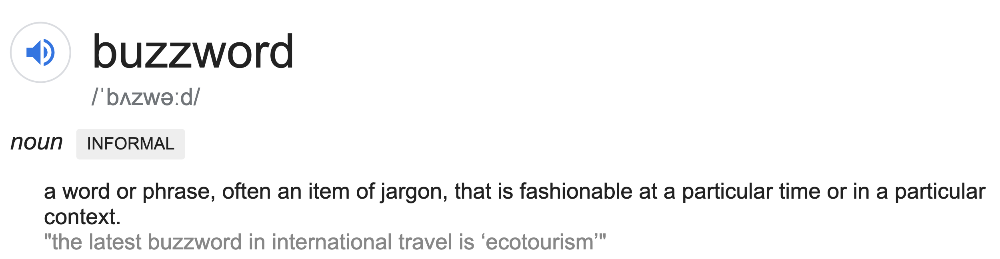 buzzword
/ˈbʌzwəːd/
noun INFORMAL
a word or phrase, often an item of jargon, that is fashionable at a particular time or in a particular
context.
"the latest buzzword in international travel is ‘ecotourism’"